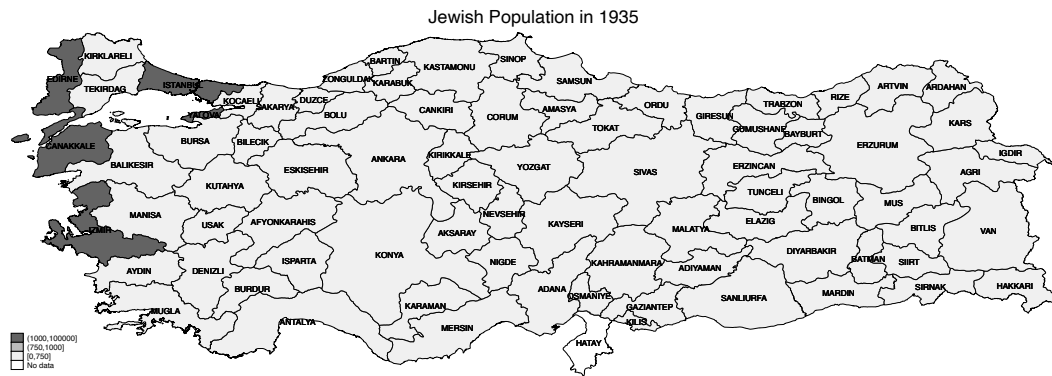 Jewish Population in 1935
KIRKLARELI
EDIRNE
TEKIRDAG
ISTANBUL
KOCAELI
YALOVA
SAKARYA
DUZCE
ZONGULDAK
BARTIN
KARABUK
KASTAMONU
SINOP
SAMSUN
BOLU
CANKIRI
CORUM
AMASYA
ORDU
TOKAT
GIRESUN
TRABZON
GUMUSHANE
BAYBURT
RIZE
ARTVIN
ARDAHAN
KARS
IGDIR
AGRI
ERZURUM
ERZINCAN
CANAKKALE
BALIKESIR
BURSA
BILECIK
ESKISEHIR
ANKARA
KIRIKKALE
YOZGAT
SIVAS
KUTAHYA
KIRSEHIR
TUNCELI
BINGOL
MUS
MANISA
USAK
AFYONKARAHIS
NEVSEHIR
KAYSERI
MALATYA
ELAZIG
BITLIS
VAN
IZMIR
AKSARAY
KONYA
ISPARTA
NIGDE
KAHRAMANMARA
ADIYAMAN
DIYARBAKIR
BATMAN
SIIRT
AYDIN
DENIZLI
BURDUR
ADANA
OSMANIYE
GAZIANTEP
SANLIURFA
MARDIN
SIRNAK
HAKKARI
MUGLA
ANTALYA
KARAMAN
MERSIN
KILIS
HATAY
(1000,100000]
(750,1000]
[0,750]
No data